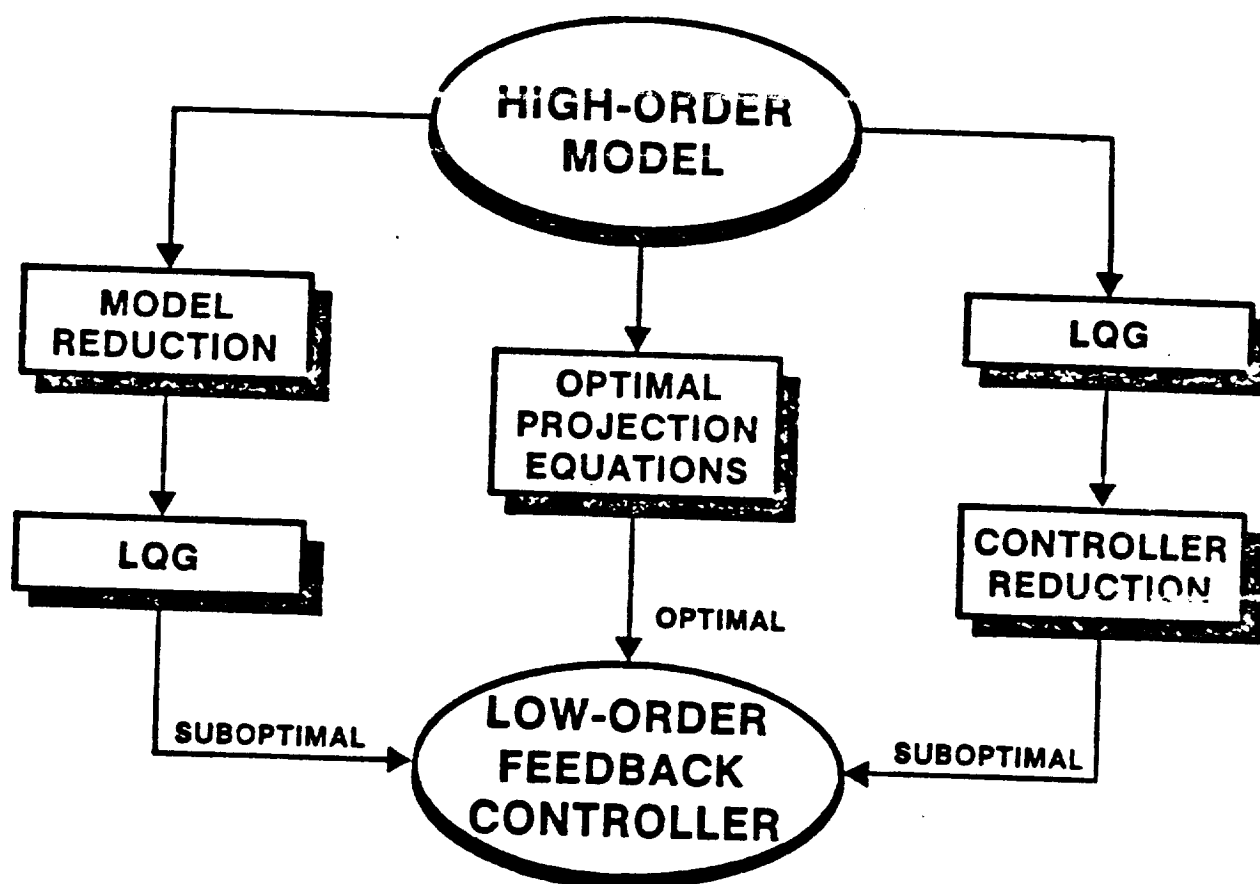 HIGH-ORDER
MODEL
MODEL
REDUCTION
LQG
OPTIMAL
PROJECTION
EQUATIONS
LQG
CONTROLLER
REDUCTION
OPTIMAL
SUBOPTIMAL
SUBOPTIMAL
LOW-ORDER
FEEDBACK
CONTROLLER